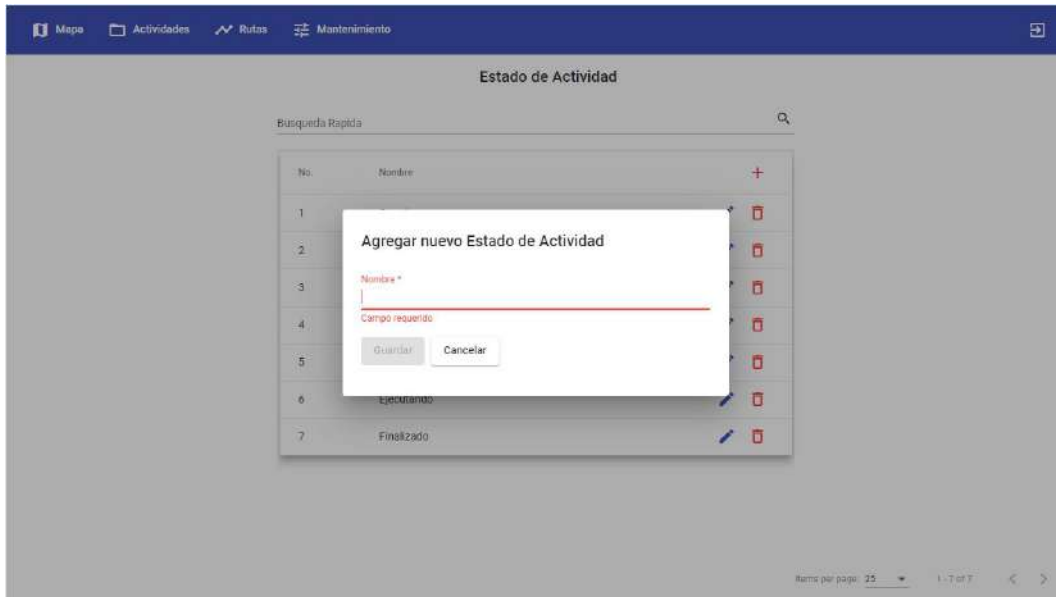 Mapa Actividades Rutas Mantenimiento
Estado de Actividad
Busqueda Rapida
No. Nombre
1
2
3
4
5
6 Ejecutando
7 Finalizado
Agregar nuevo Estado de Actividad
Nombre *
Campo requerido
Guardar Cancelar
Items per page: 25 1 - 7 of 7